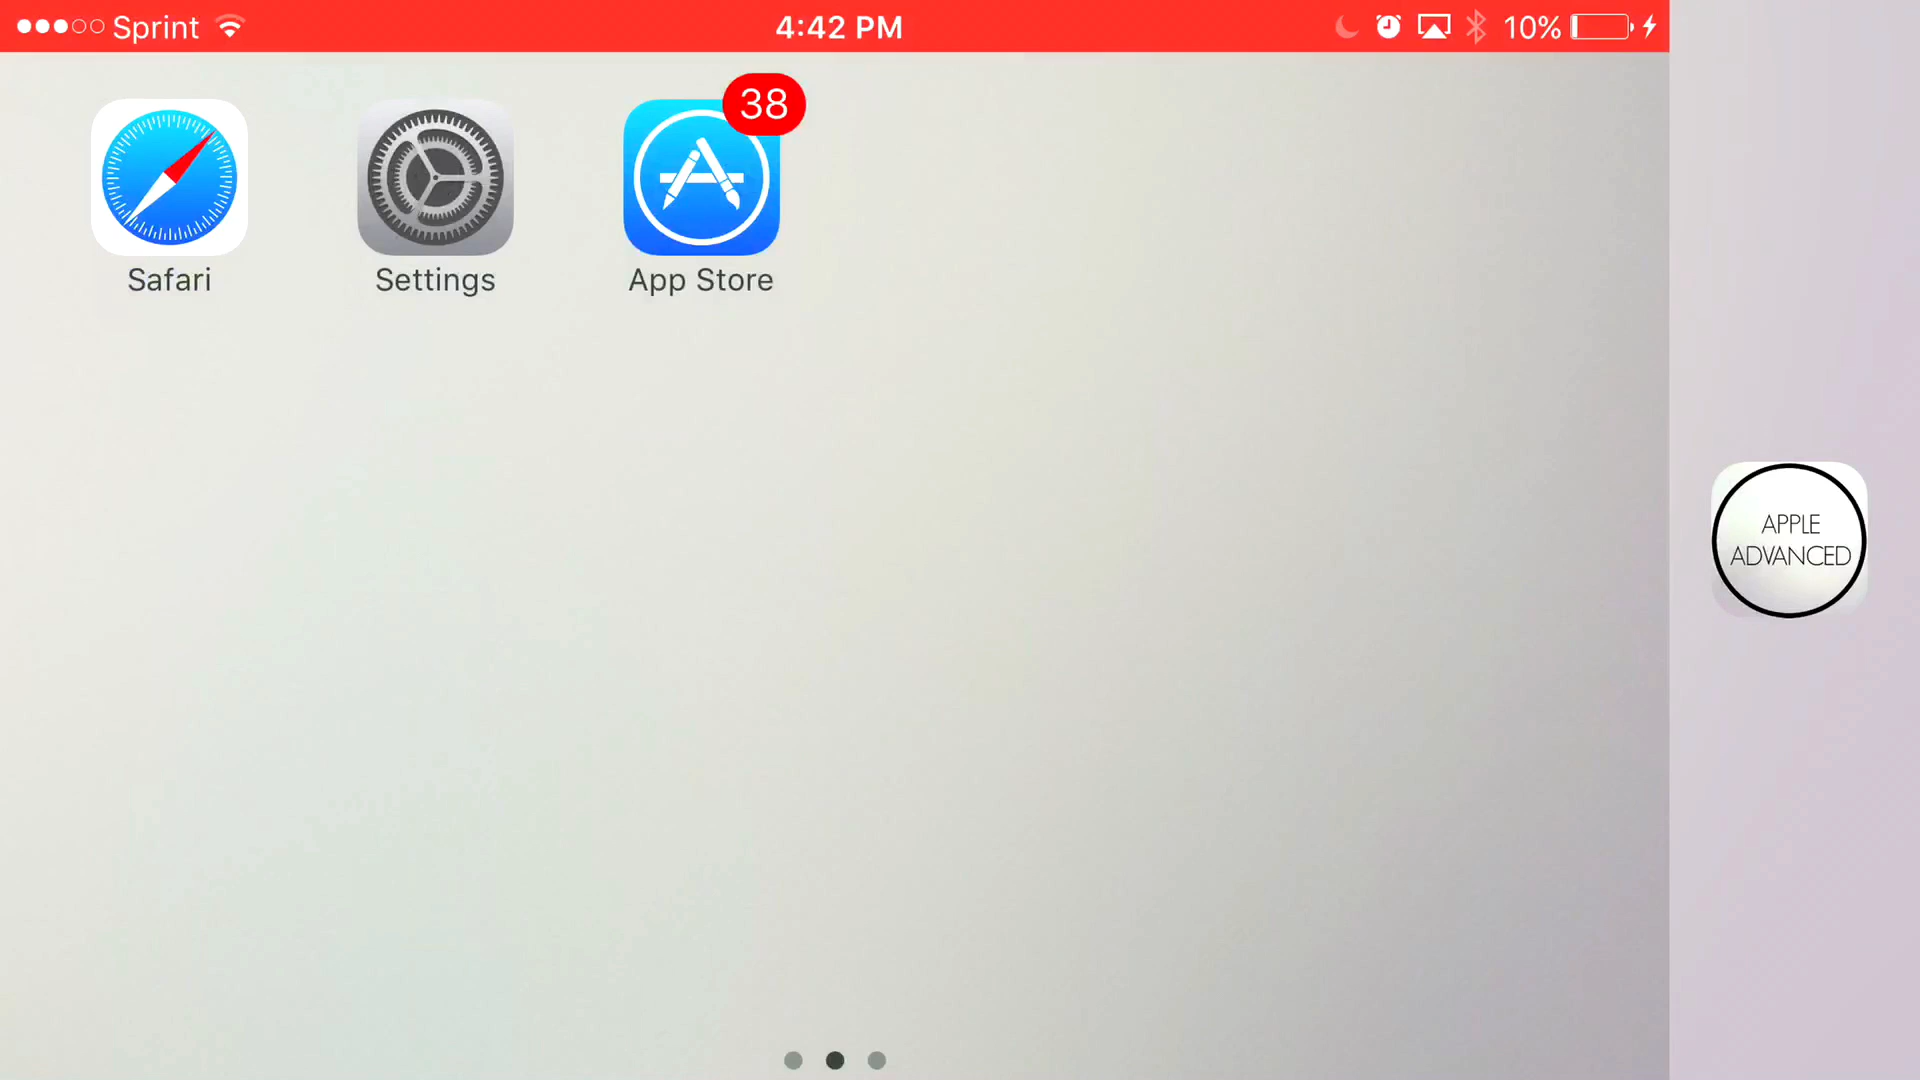 Sprint
4:42 PM
10%
38
Safari
Settings
App Store
APPLE
ADVANCED